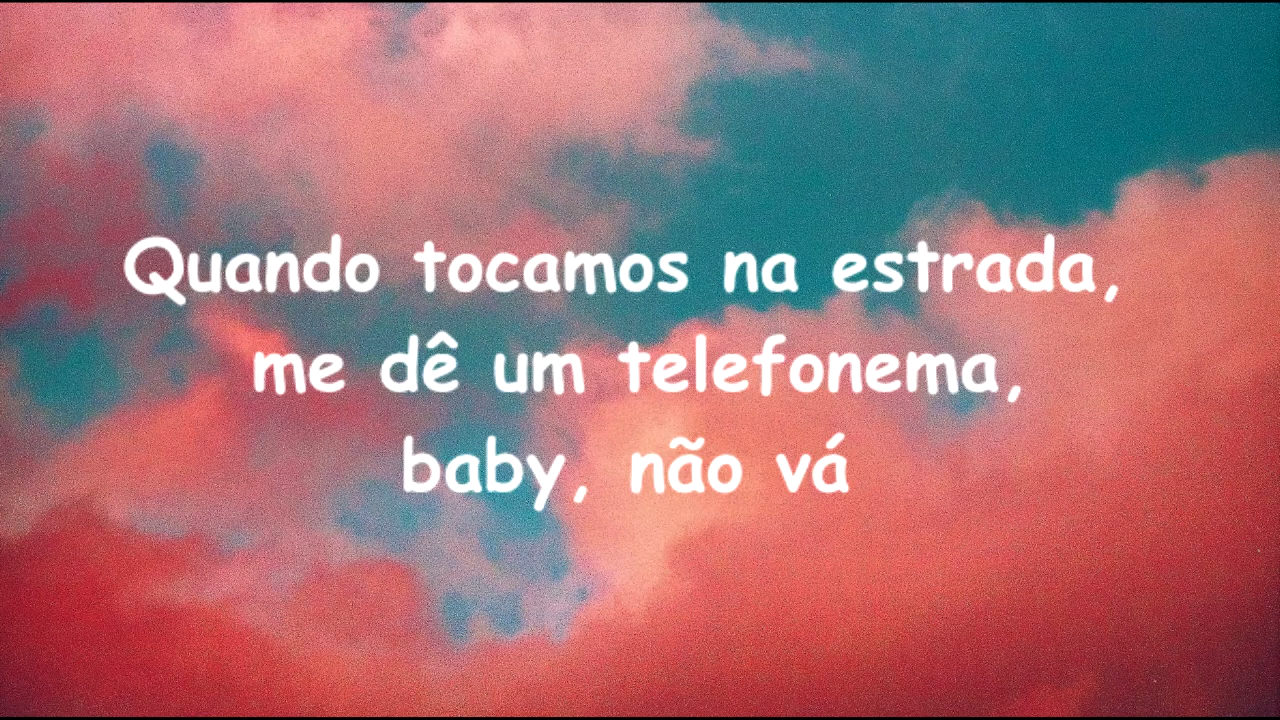 Quando tocamos na estrada,
me dê um telefonema,
baby, não vá